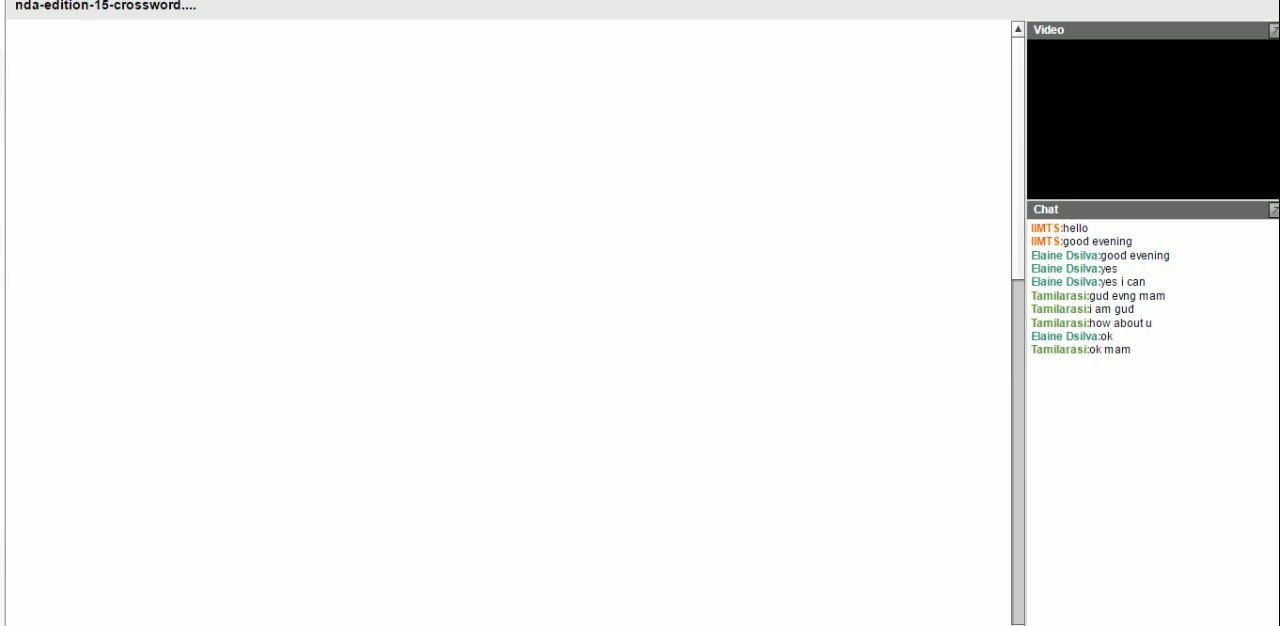 nda-edition-15-crossword....
Video
Chat
IIMTS:hello
IIMTS:good evening
Elaine Dsilva:good evening
Elaine Dsilva:yes
Elaine Dsilva:yes i can
Tamilarasi:gud evng mam
Tamilarasi:i am gud
Tamilarasi:how about u
Elaine Dsilva:ok
Tamilarasi:ok mam